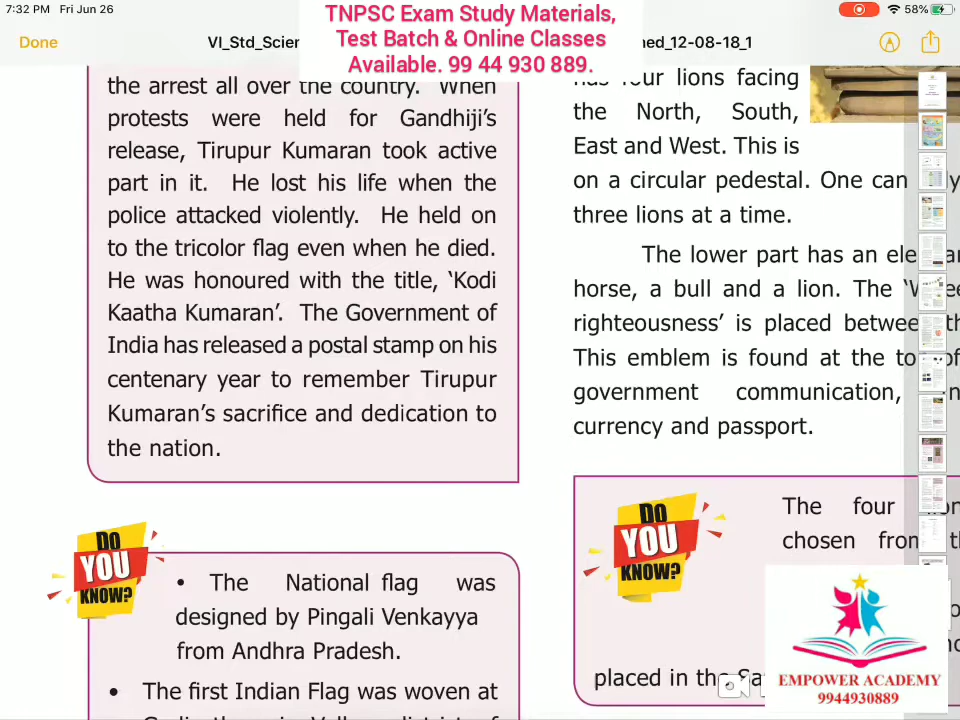 7:32 PM Fri Jun 26
58%
TNPSC Exam Study Materials,
Test Batch & Online Classes
Available. 99 44 930 889.
Done
VI_Std_Scien
ned_12-08-18_1
the arrest all over the country. When
protests were held for Gandhiji's
release, Tirupur Kumaran took active
part in it. He lost his life when the
police attacked violently. He held on
to the tricolor flag even when he died.
He was honoured with the title, 'Kodi
Kaatha Kumaran'. The Government of
India has released a postal stamp on his
centenary year to remember Tirupur
Kumaran's sacrifice and dedication to
the nation.
DO
YOU
KNOW?
• The National flag was
designed by Pingali Venkayya
from Andhra Pradesh.
• The first Indian Flag was woven at
has four lions facing
the North, South,
East and West. This is
on a circular pedestal. One can
three lions at a time.
The lower part has an
horse, a bull and a lion. The
righteousness' is placed
This emblem is found at the of
government communication,
currency and passport.
DO
YOU
KNOW?
The four
chosen from
placed in the
EMPOWER ACADEMY
9944930889